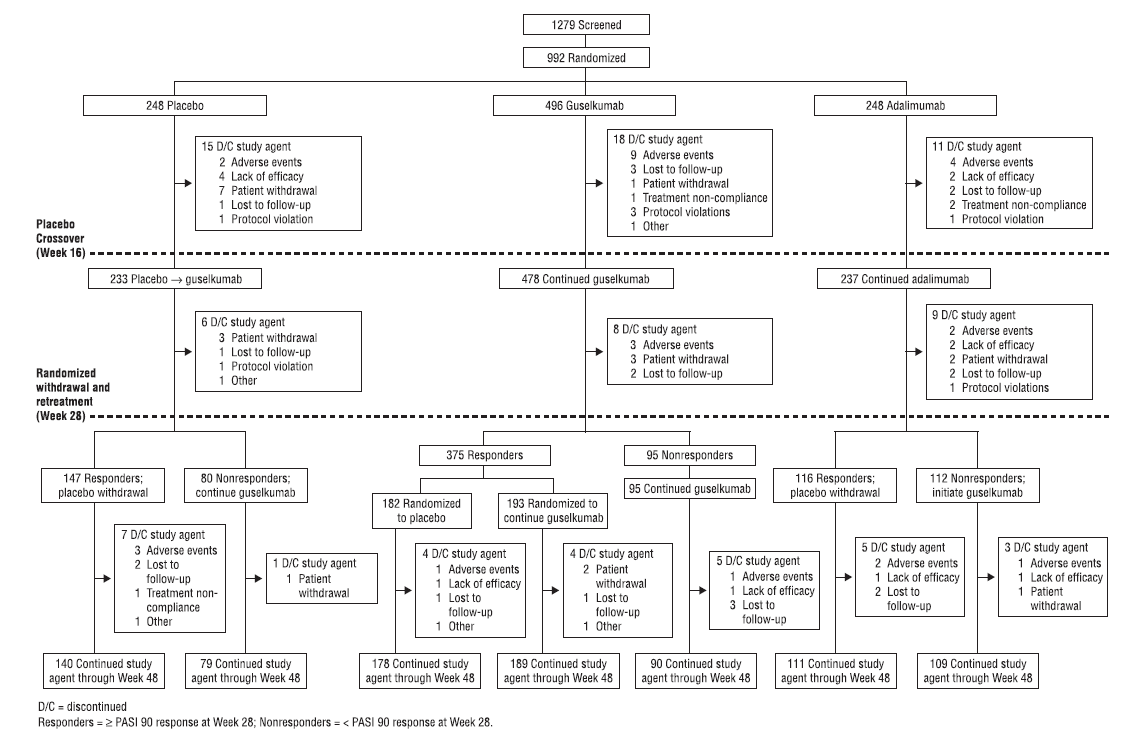 1279 Screened
992 Randomized
248 Placebo
496 Guselkumab
248 Adalimumab
15 D/C study agent
2 Adverse events
4 Lack of efficacy
7 Patient withdrawal
1 Lost to follow-up
1 Protocol violation
18 D/C study agent
9 Adverse events
3 Lost to follow-up
1 Patient withdrawal
1 Treatment non-compliance
3 Protocol violations
1 Other
11 D/C study agent
4 Adverse events
2 Lack of efficacy
2 Lost to follow-up
2 Treatment non-compliance
1 Protocol violation
Placebo
Crossover
(Week 16)
233 Placebo → guselkumab
478 Continued guselkumab
237 Continued adalimumab
6 D/C study agent
3 Patient withdrawal
1 Lost to follow-up
1 Protocol violation
1 Other
8 D/C study agent
3 Adverse events
3 Patient withdrawal
2 Lost to follow-up
9 D/C study agent
2 Adverse events
2 Lack of efficacy
2 Patient withdrawal
2 Lost to follow-up
1 Protocol violations
Randomized
withdrawal and
retreatment
(Week 28)
147 Responders;
placebo withdrawal
80 Nonresponders;
continue guselkumab
375 Responders
95 Nonresponders
182 Randomized
to placebo
193 Randomized to
continue guselkumab
95 Continued guselkumab
116 Responders;
placebo withdrawal
112 Nonresponders;
initiate guselkumab
7 D/C study agent
3 Adverse events
2 Lost to
follow-up
1 Treatment non-
compliance
1 Other
1 D/C study agent
1 Patient
withdrawal
4 D/C study agent
1 Adverse events
1 Lack of efficacy
1 Lost to
follow-up
1 Other
4 D/C study agent
2 Patient
withdrawal
1 Lost to
follow-up
1 Other
5 D/C study agent
1 Adverse events
1 Lack of efficacy
3 Lost to
follow-up
5 D/C study agent
2 Adverse events
1 Lack of efficacy
2 Lost to
follow-up
3 D/C study agent
1 Adverse events
1 Lack of efficacy
1 Patient
withdrawal
140 Continued study
agent through Week 48
79 Continued study
agent through Week 48
178 Continued study
agent through Week 48
189 Continued study
agent through Week 48
90 Continued study
agent through Week 48
111 Continued study
agent through Week 48
109 Continued study
agent through Week 48
D/C = discontinued
Responders = ≥ PASI 90 response at Week 28; Nonresponders = < PASI 90 response at Week 28.